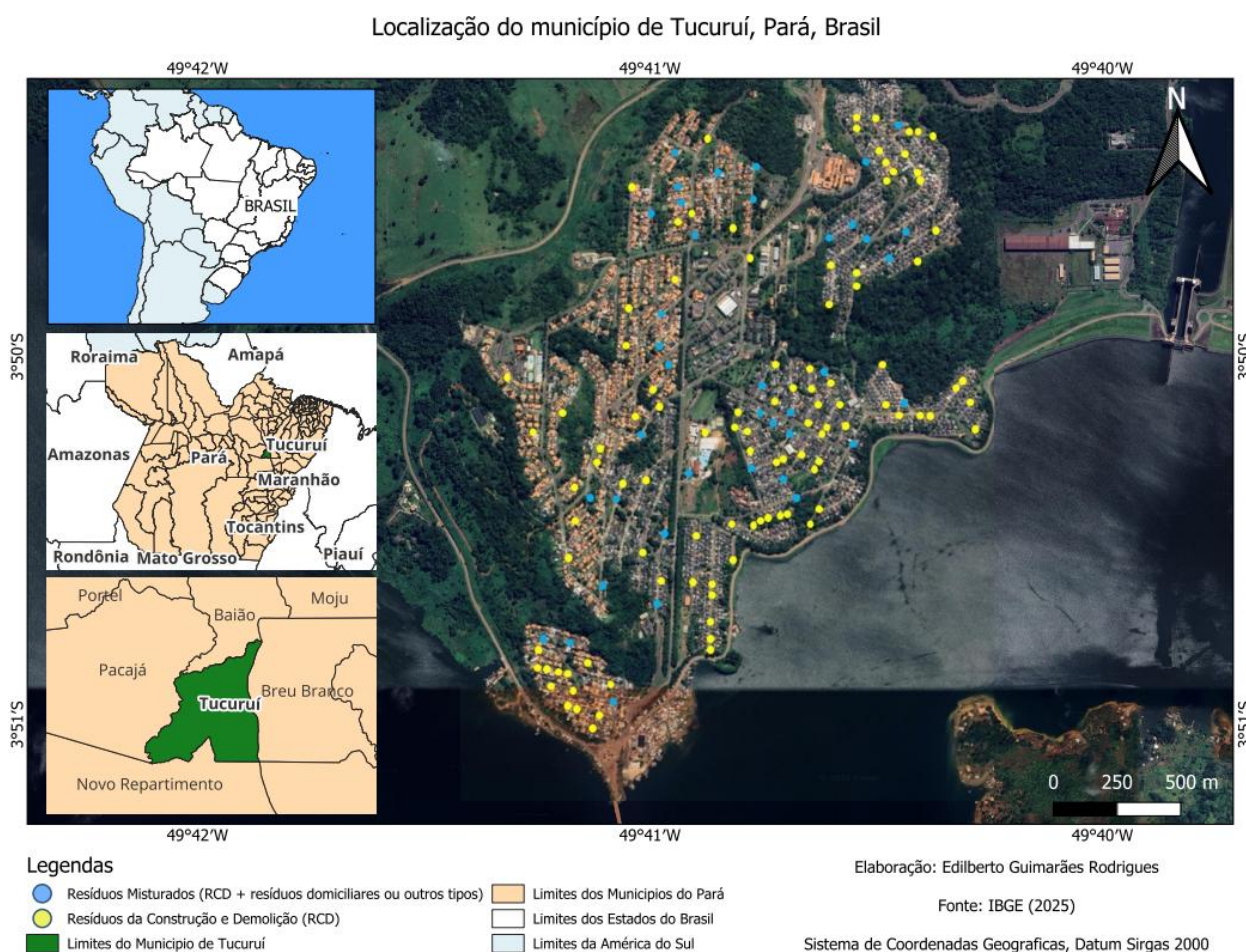 Localização do município de Tucuruí, Pará, Brasil
49°42'W
49°41'W
49°40'W
N
BRASIL
3°50'S
3°50'S
Roraima
Amapá
Amazonas
Pará
Tucuruí
Maranhão
Tocantins
Rondônia
Mato Grosso
Piauí
Portel
Baião
Moju
Pacajá
Tucuruí
Breu Branco
Novo Repartimento
3°51'S
3°51'S
0 250 500 m
49°42'W
49°41'W
49°40'W
Legendas
Resíduos Misturados (RCD + resíduos domiciliares ou outros tipos)
Resíduos da Construção e Demolição (RCD)
Limites do Municipio de Tucuruí
Limites dos Municipios do Pará
Limites dos Estados do Brasil
Limites da América do Sul
Elaboração: Edilberto Guimarães Rodrigues
Fonte: IBGE (2025)
Sistema de Coordenadas Geograficas, Datum Sirgas 2000